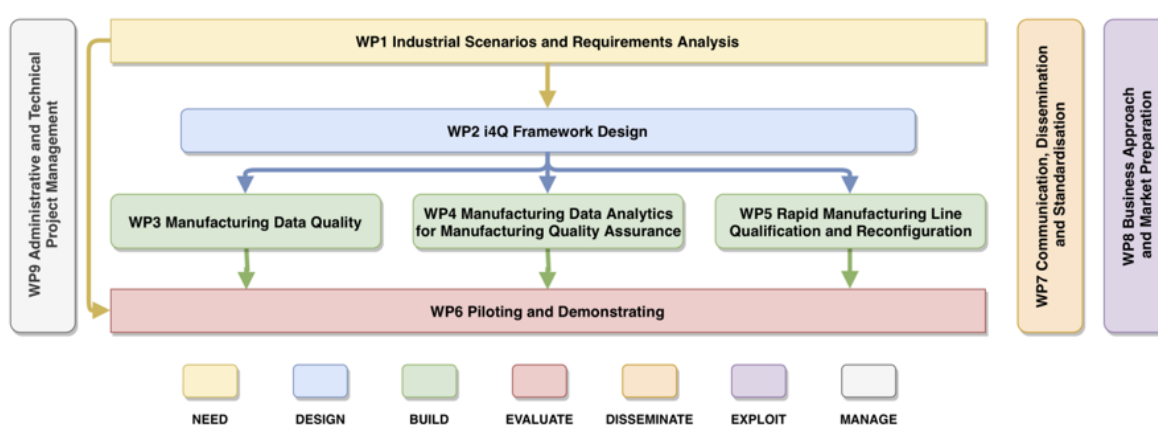 WP9 Administrative and Technical
Project Management
WP1 Industrial Scenarios and Requirements Analysis
WP2 i4Q Framework Design
WP3 Manufacturing Data Quality
WP4 Manufacturing Data Analytics
for Manufacturing Quality Assurance
WP5 Rapid Manufacturing Line
Qualification and Reconfiguration
WP6 Piloting and Demonstrating
WP7 Communication, Dissemination
and Standardisation
WP8 Business Approach
and Market Preparation
NEED
DESIGN
BUILD
EVALUATE
DISSEMINATE
EXPLOIT
MANAGE